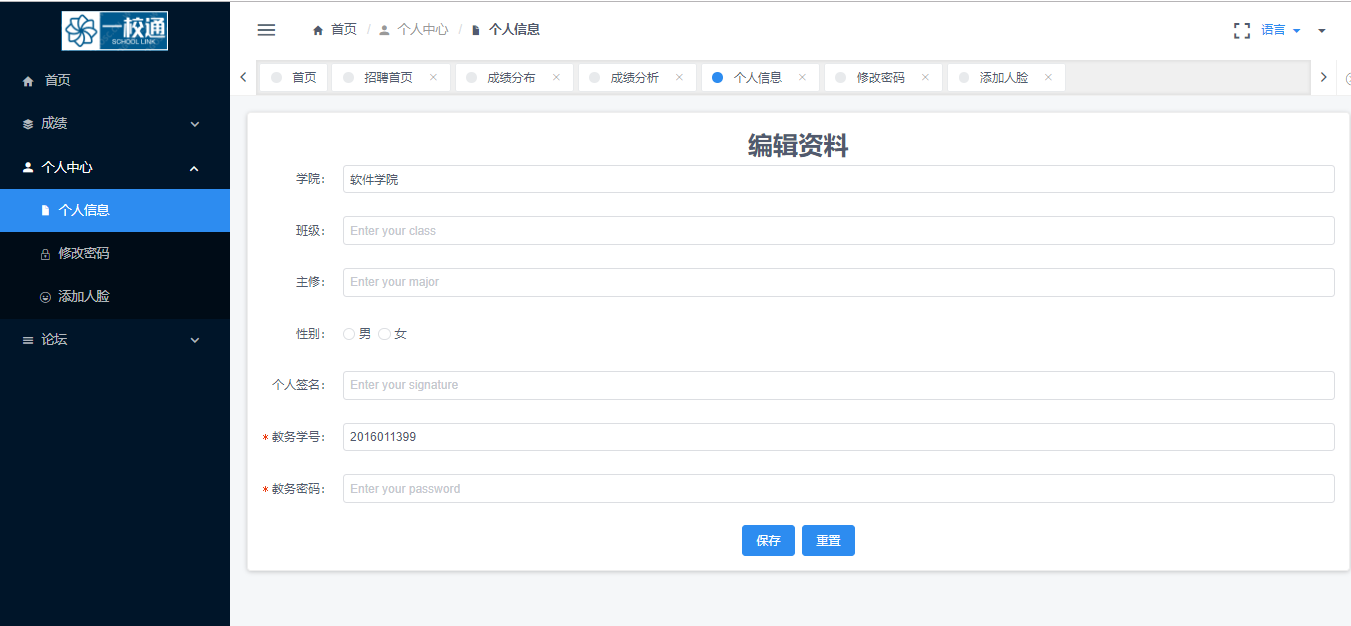 一校通
SCHOOL LINK
首页
成绩
个人中心
个人信息
修改密码
添加人脸
论坛
首页 / 个人中心 / 个人信息
语言
首页 招聘首页 成绩分布 成绩分析 个人信息 修改密码 添加人脸
编辑资料
学院： 软件学院
班级： Enter your class
主修： Enter your major
性别： 男 女
个人签名： Enter your signature
* 教务学号： 2016011399
* 教务密码： Enter your password
保存 重置